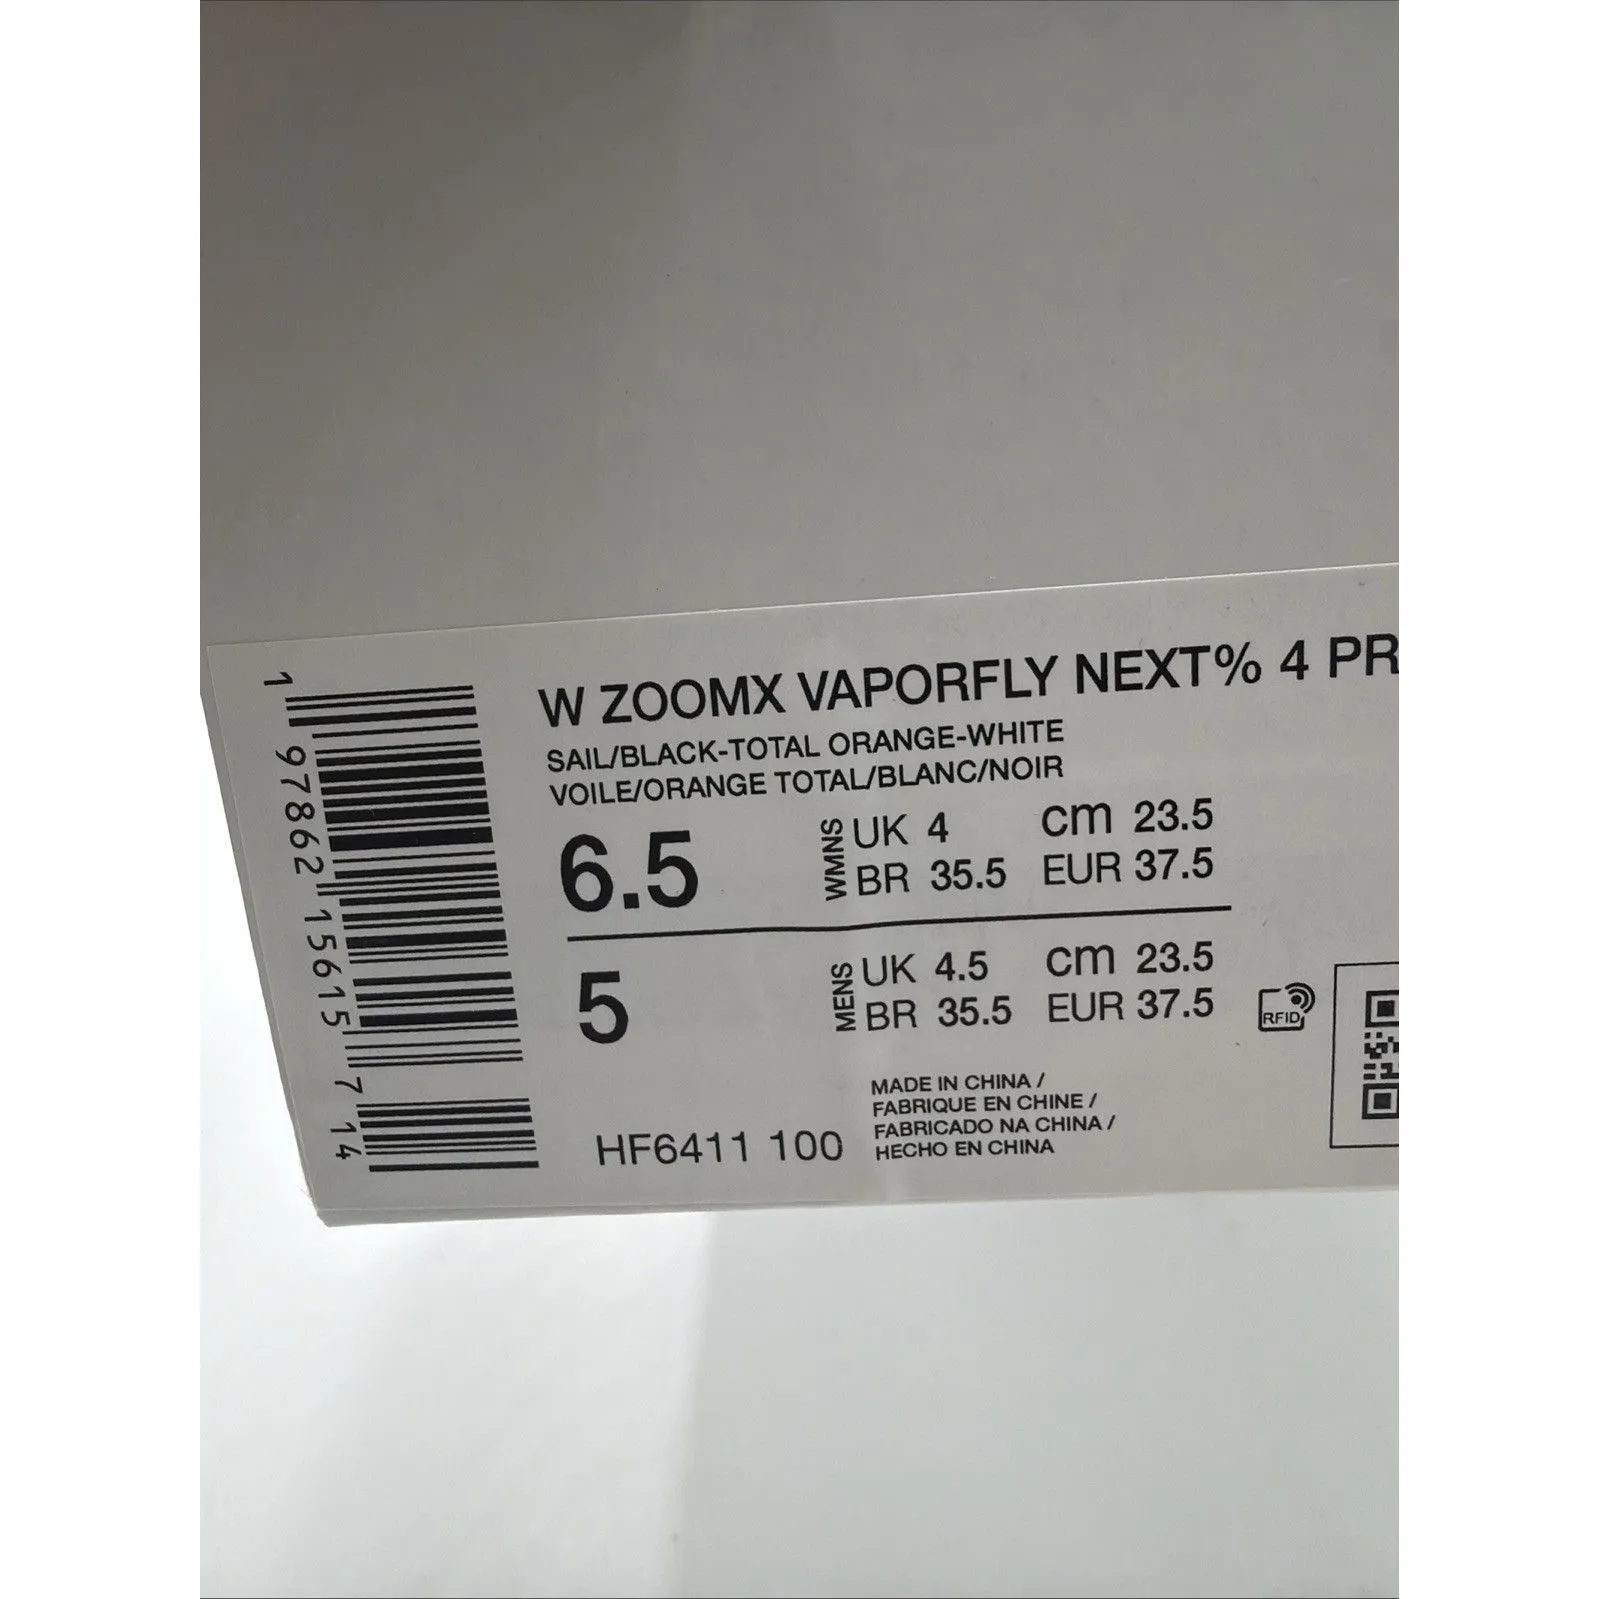 W ZOOMX VAPORFLY NEXT% 4 PR
SAIL/BLACK-TOTAL ORANGE-WHITE
VOILE/ORANGE TOTAL/BLANC/NOIR
6.5
WMNS
UK 4 cm 23.5
BR 35.5 EUR 37.5
5
MENS
UK 4.5 cm 23.5
BR 35.5 EUR 37.5
RFID
MADE IN CHINA /
FABRIQUE EN CHINE /
FABRICADO NA CHINA /
HECHO EN CHINA
HF6411 100
1 97862 15615 7 14